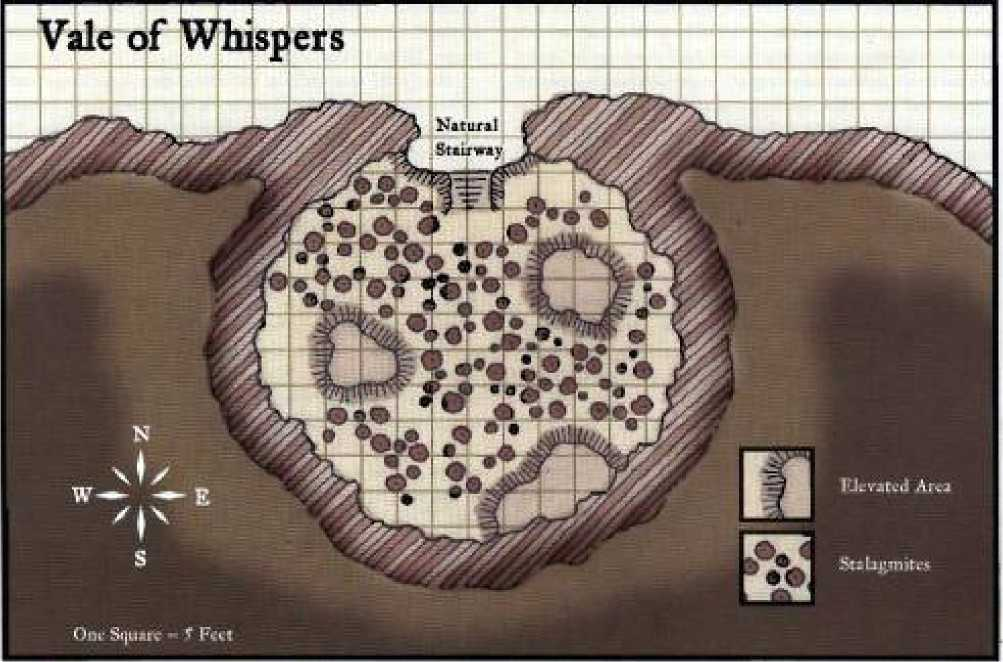 Vale of Whispers
Natural
Stairway
N
W
E
S
Elevated Area
Stalagmites
One Square = 5 Feet